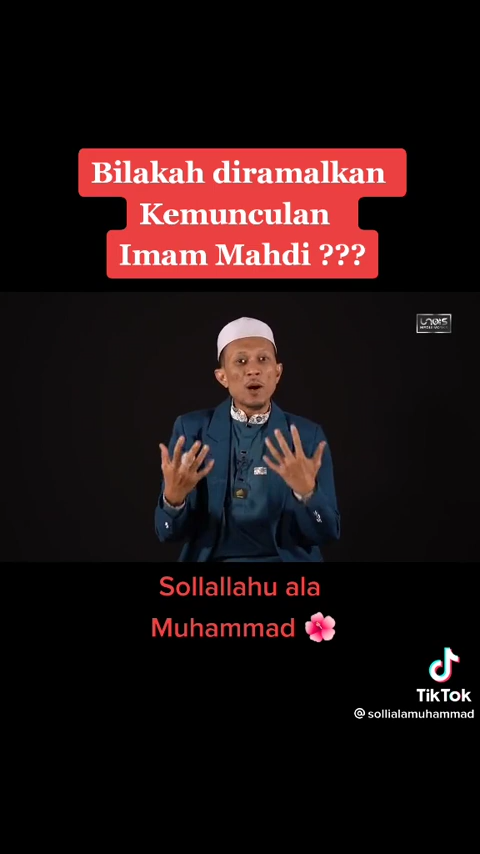 Bilakah diramalkan
Kemunculan
Imam Mahdi ???
Sollallahu ala
Muhammad 🌺
TikTok
@sollialamuhammad